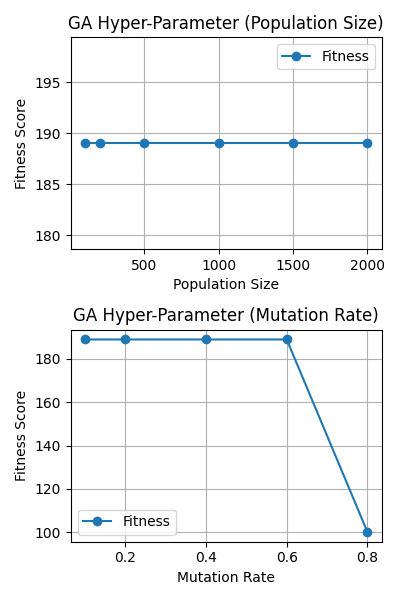 GA Hyper-Parameter (Population Size)
Fitness
195
190
185
180
Fitness Score
500 1000 1500 2000
Population Size
GA Hyper-Parameter (Mutation Rate)
180
160
140
120
100
Fitness Score
Fitness
0.2 0.4 0.6 0.8
Mutation Rate